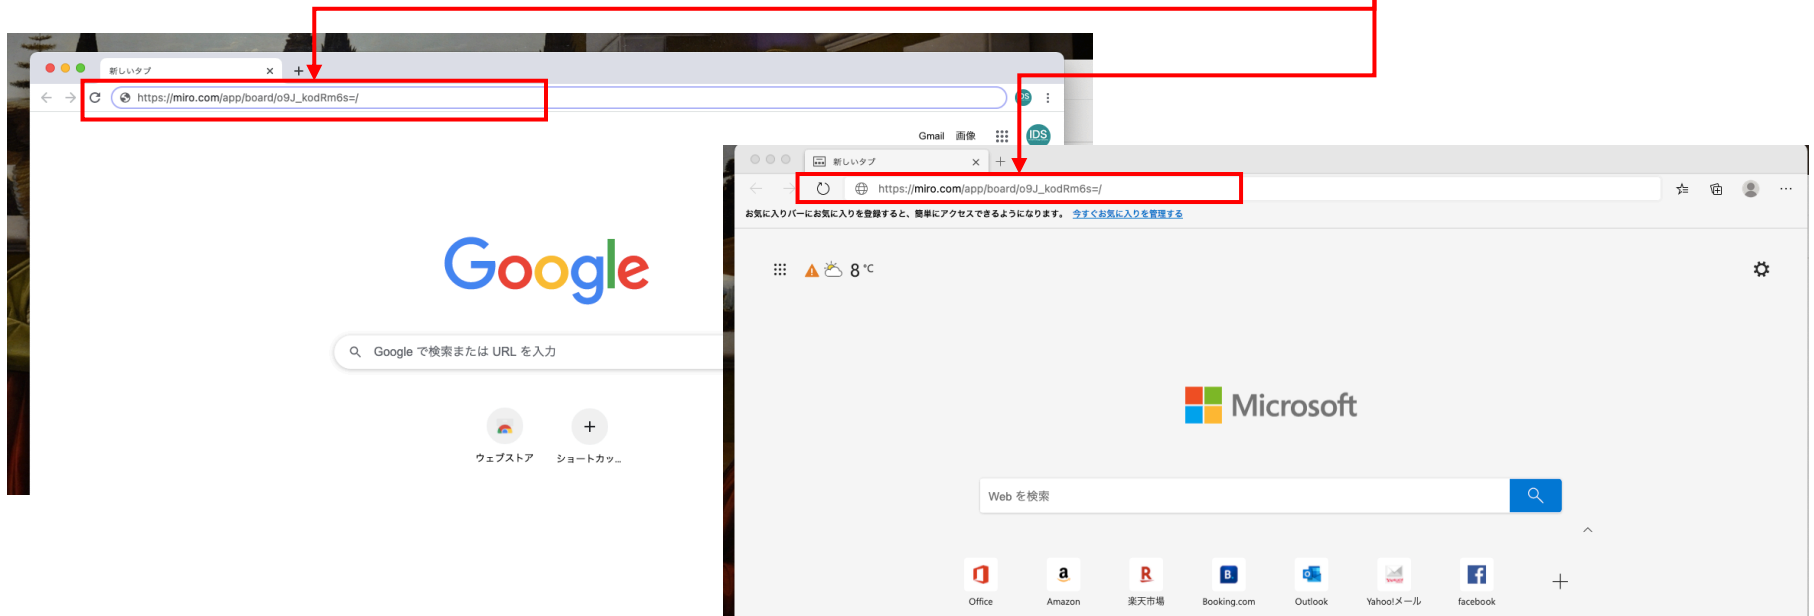 新しいタブ
https://miro.com/app/board/o9J_kodRm6s=/
DS
Gmail 画像
IDS
Google
Google で検索または URL を入力
ウェブストア ショートカッ...
新しいタブ
https://miro.com/app/board/o9J_kodRm6s=/
お気に入りバーにお気に入りを登録すると、簡単にアクセスできるようになります。 今すぐお気に入りを管理する
8 ℃
Microsoft
Web を検索
a R B.
Office Amazon 楽天市場 Booking.com Outlook Yahoo!メール facebook